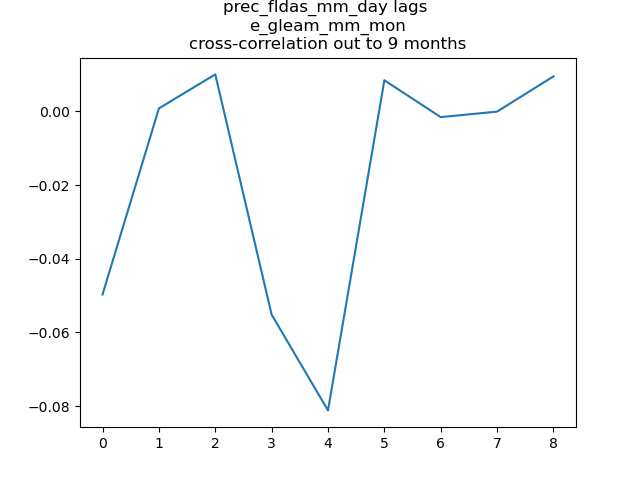 prec_fldas_mm_day lags
e_gleam_mm_mon
cross-correlation out to 9 months
0.00
−0.02
−0.04
−0.06
−0.08
0 1 2 3 4 5 6 7 8